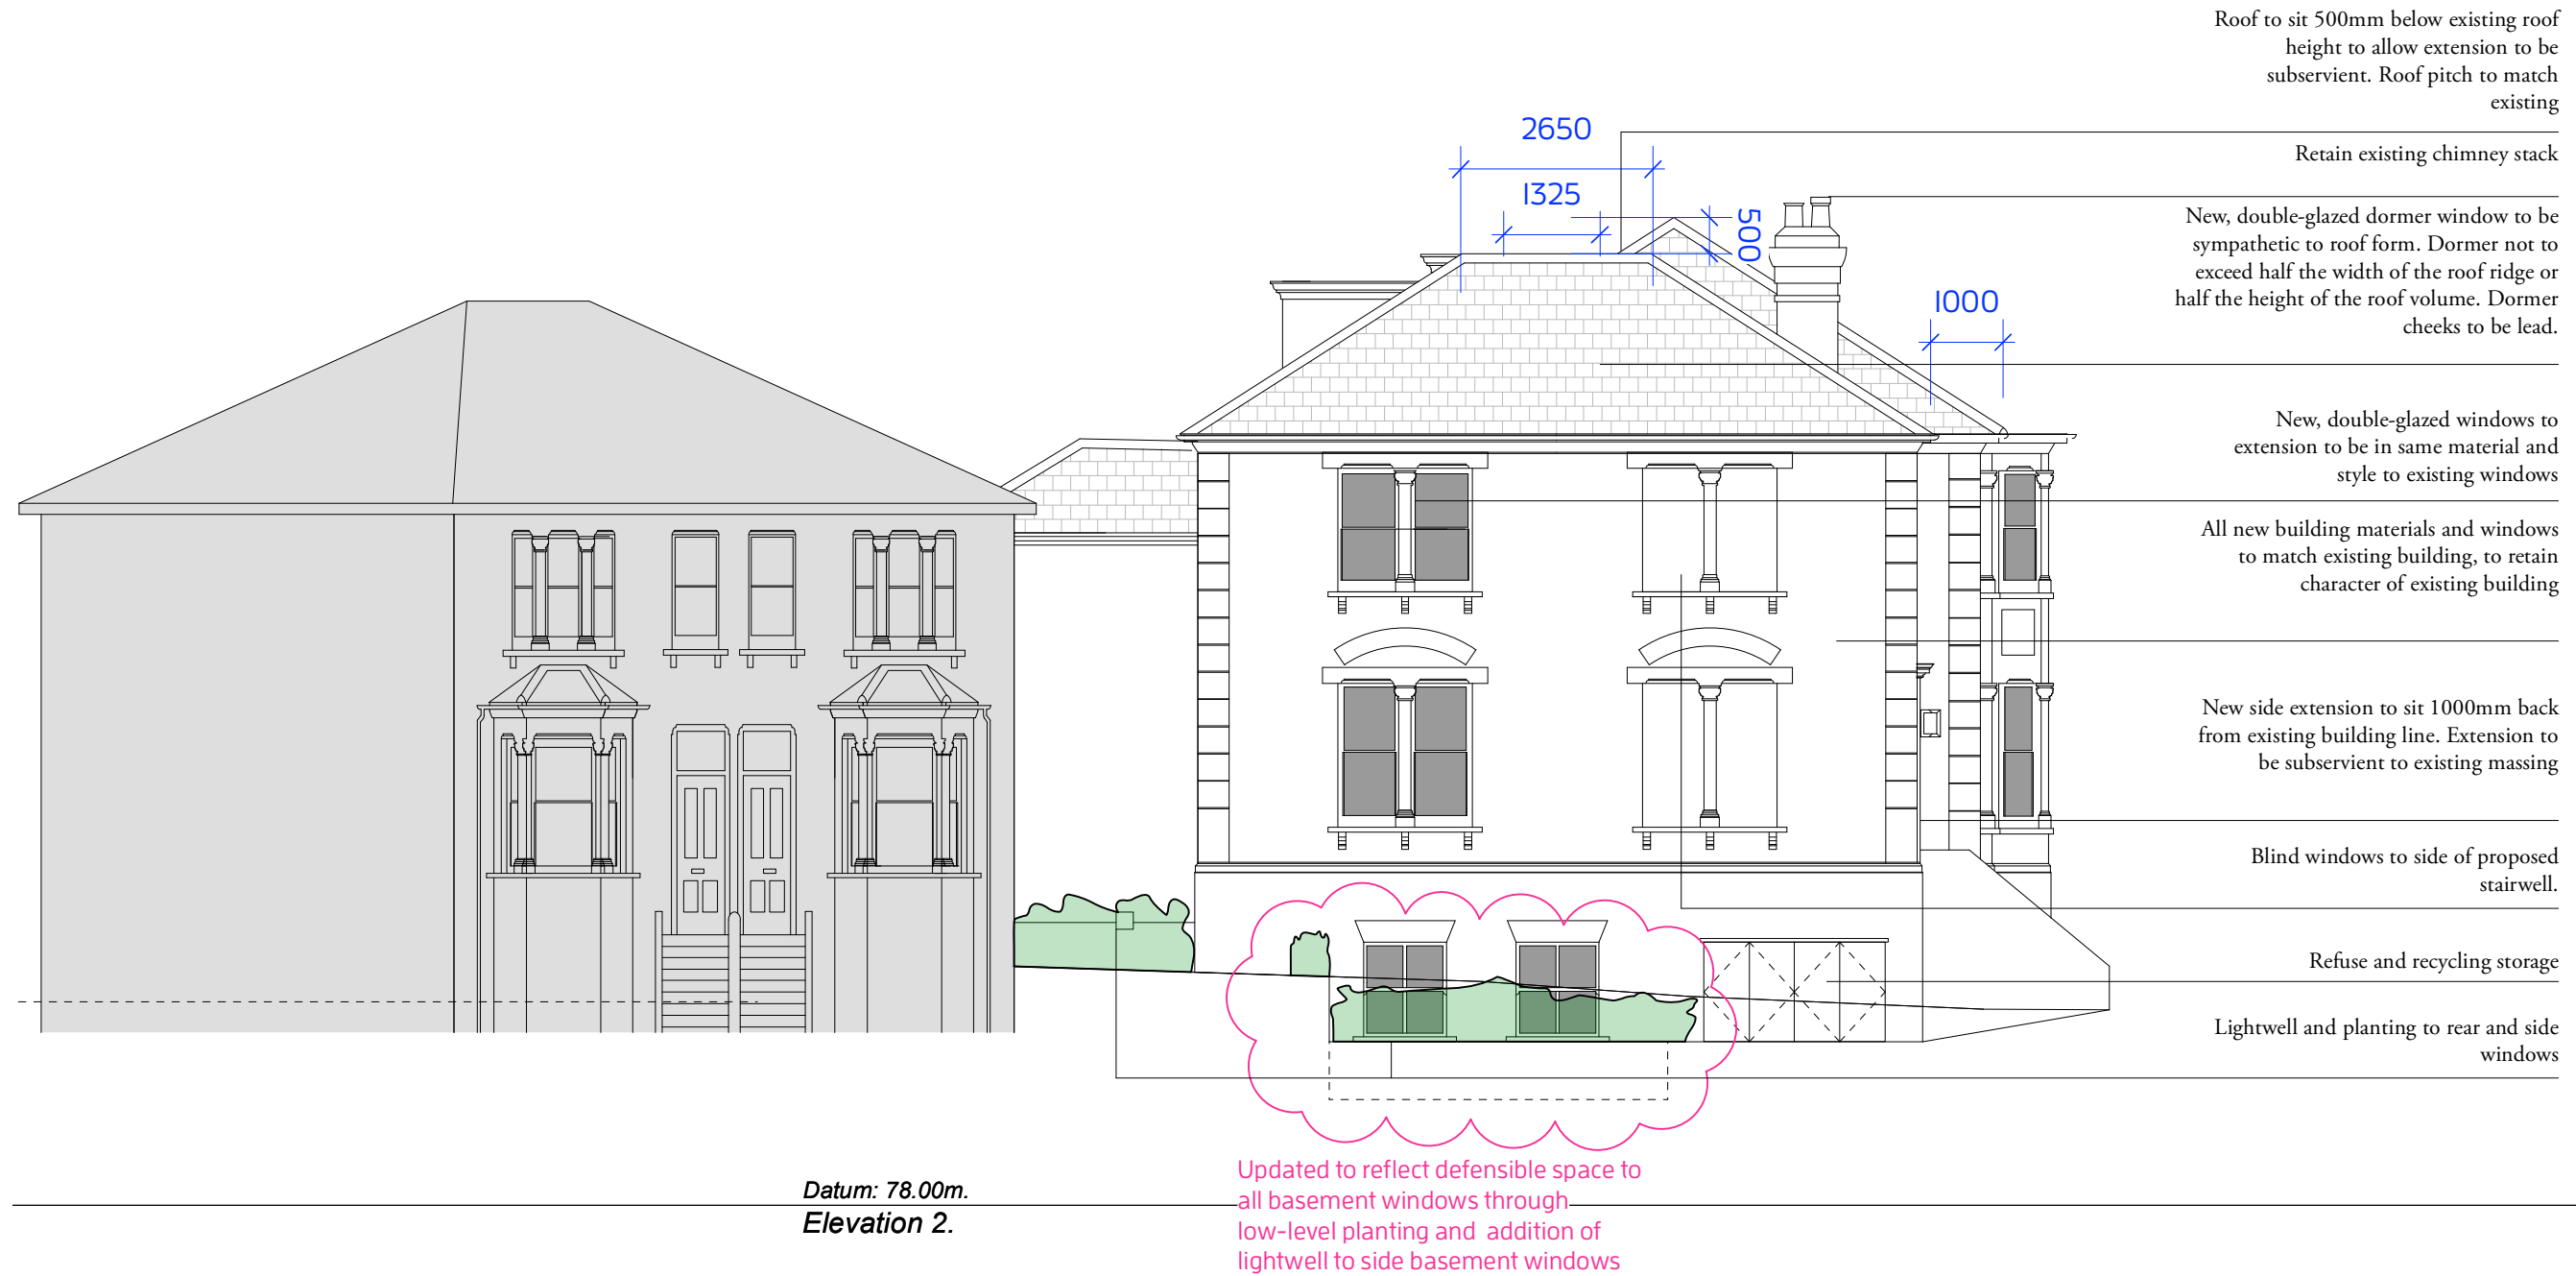 Roof to sit 500mm below existing roof
height to allow extension to be
subservient. Roof pitch to match
existing
2650
Retain existing chimney stack
1325
500
New, double-glazed dormer window to be
sympathetic to roof form. Dormer not to
exceed half the width of the roof ridge or
half the height of the roof volume. Dormer
cheeks to be lead.
1000
New, double-glazed windows to
extension to be in same material and
style to existing windows
All new building materials and windows
to match existing building, to retain
character of existing building
New side extension to sit 1000mm back
from existing building line. Extension to
be subservient to existing massing
Blind windows to side of proposed
stairwell.
Refuse and recycling storage
Lightwell and planting to rear and side
windows
Updated to reflect defensible space to
all basement windows through
low-level planting and addition of
lightwell to side basement windows
Datum: 78.00m.
Elevation 2.